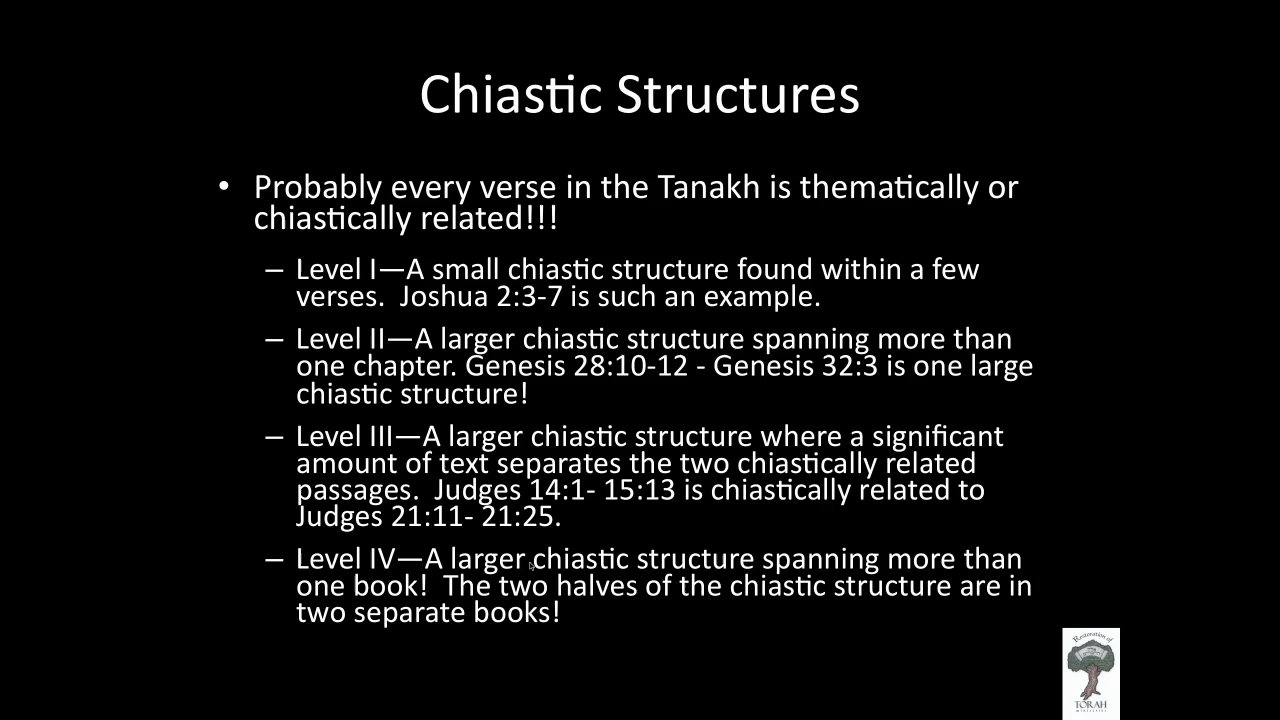 Chiastic Structures
• Probably every verse in the Tanakh is thematically or
chiastically related!!!
– Level I—A small chiastic structure found within a few
verses.  Joshua 2:3-7 is such an example.
– Level II—A larger chiastic structure spanning more than
one chapter. Genesis 28:10-12 - Genesis 32:3 is one large
chiastic structure!
– Level III—A larger chiastic structure where a significant
amount of text separates the two chiastically related
passages.  Judges 14:1- 15:13 is chiastically related to
Judges 21:11- 21:25.
– Level IV—A larger chiastic structure spanning more than
one book!  The two halves of the chiastic structure are in
two separate books!
Restoration of
TORAH
MINISTRIES